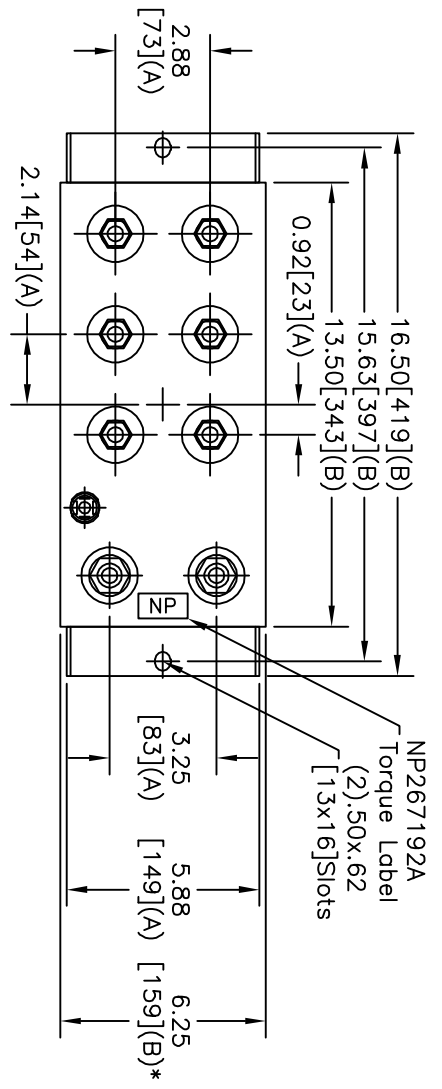 16.50[419](B)
15.63[397](B)
13.50[343](B)
0.92[23](A)
2.88
[73](A)
2.14[54](A)
NP
NP267192A
Torque Label
(2).50x.62
[13x16]Slots
3.25
[83](A)
5.88
[149](A)
6.25
[159](B)*